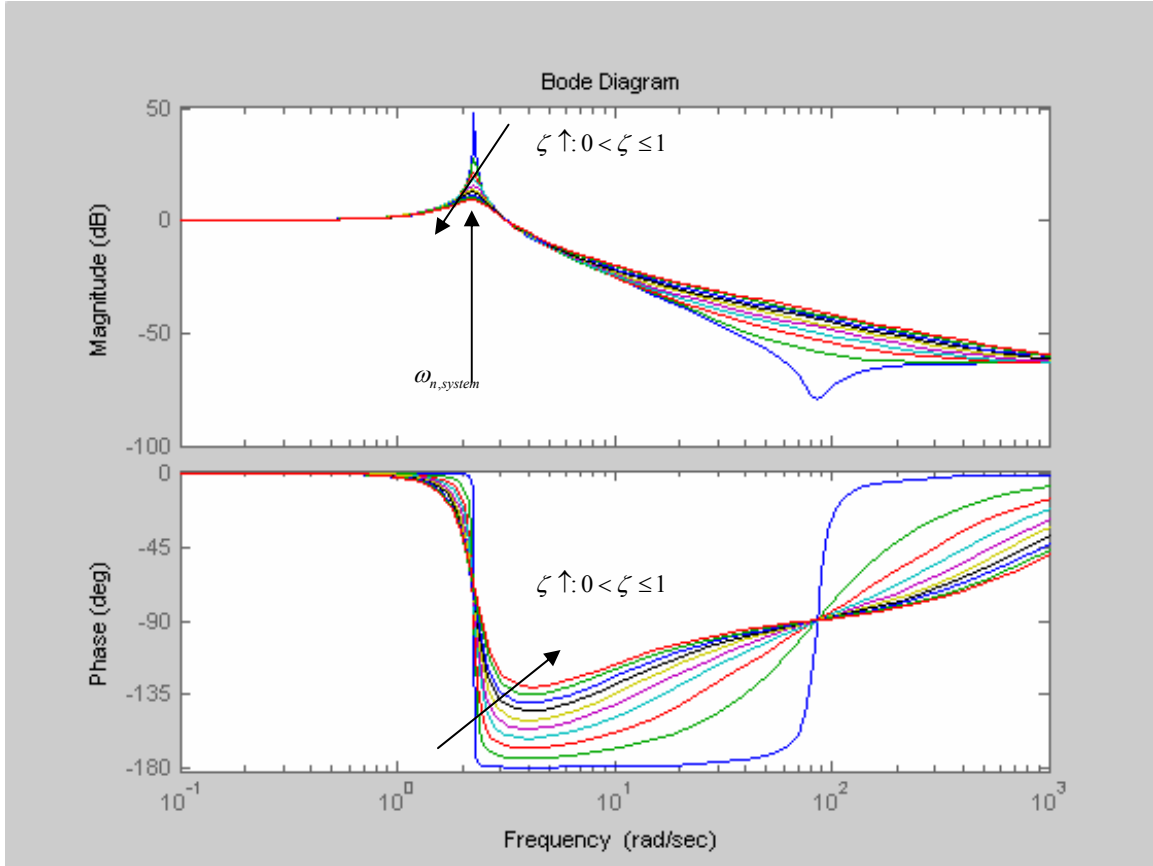 Bode Diagram
50
0
-50
-100
Magnitude (dB)
ζ ↑: 0 < ζ ≤ 1
ω_{n,system}
0
-45
-90
-135
-180
Phase (deg)
ζ ↑: 0 < ζ ≤ 1
10^{-1} 10^{0} 10^{1} 10^{2} 10^{3}
Frequency (rad/sec)